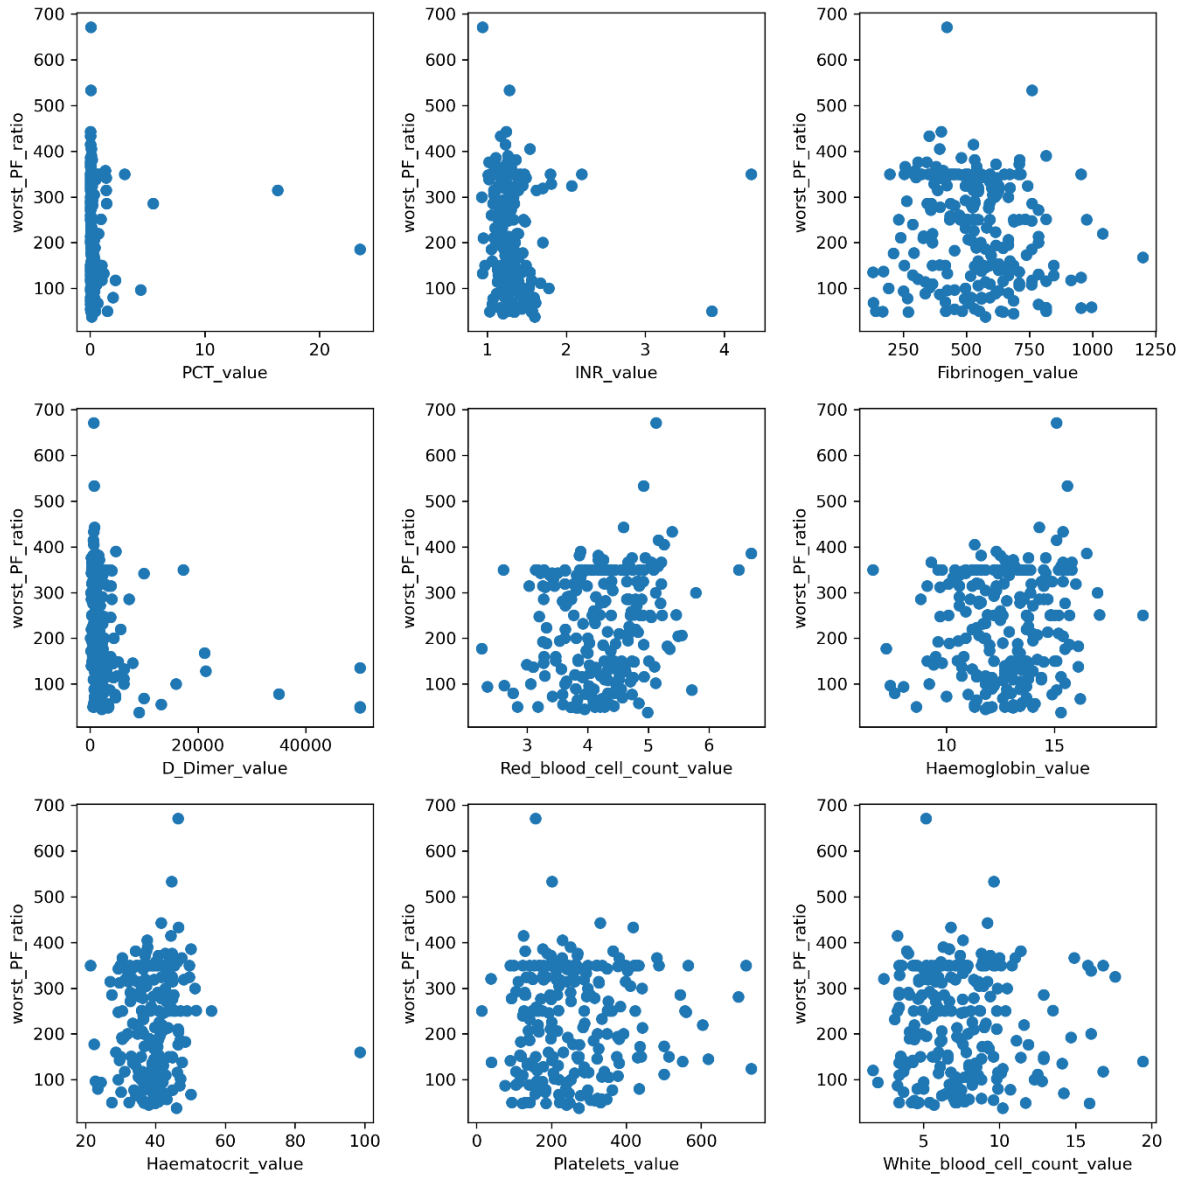 700
600
500
400
300
200
100
worst_PF_ratio
0 10 20
PCT_value
700
600
500
400
300
200
100
worst_PF_ratio
1 2 3 4
INR_value
700
600
500
400
300
200
100
worst_PF_ratio
250 500 750 1000 1250
Fibrinogen_value
700
600
500
400
300
200
100
worst_PF_ratio
0 20000 40000
D_Dimer_value
700
600
500
400
300
200
100
worst_PF_ratio
3 4 5 6
Red_blood_cell_count_value
700
600
500
400
300
200
100
worst_PF_ratio
10 15
Haemoglobin_value
700
600
500
400
300
200
100
worst_PF_ratio
20 40 60 80 100
Haematocrit_value
700
600
500
400
300
200
100
worst_PF_ratio
0 200 400 600
Platelets_value
700
600
500
400
300
200
100
worst_PF_ratio
5 10 15 20
White_blood_cell_count_value